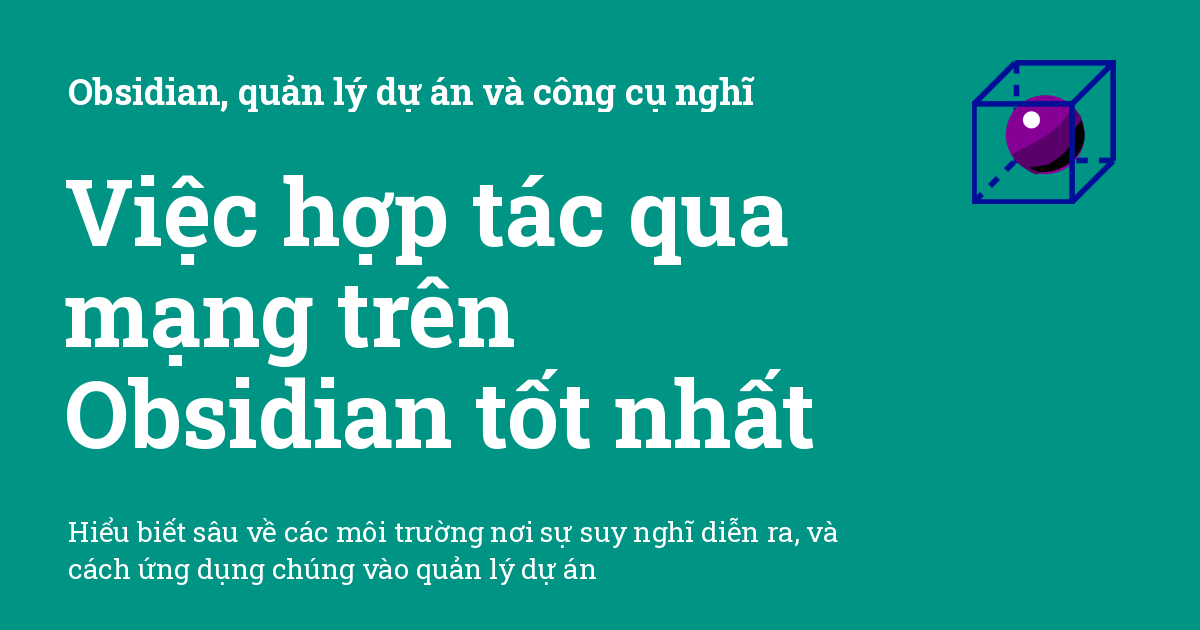 Obsidian, quản lý dự án và công cụ nghĩ
Việc hợp tác qua
mạng trên
Obsidian tốt nhất
Hiểu biết sâu về các môi trường nơi sự suy nghĩ diễn ra, và
cách ứng dụng chúng vào quản lý dự án